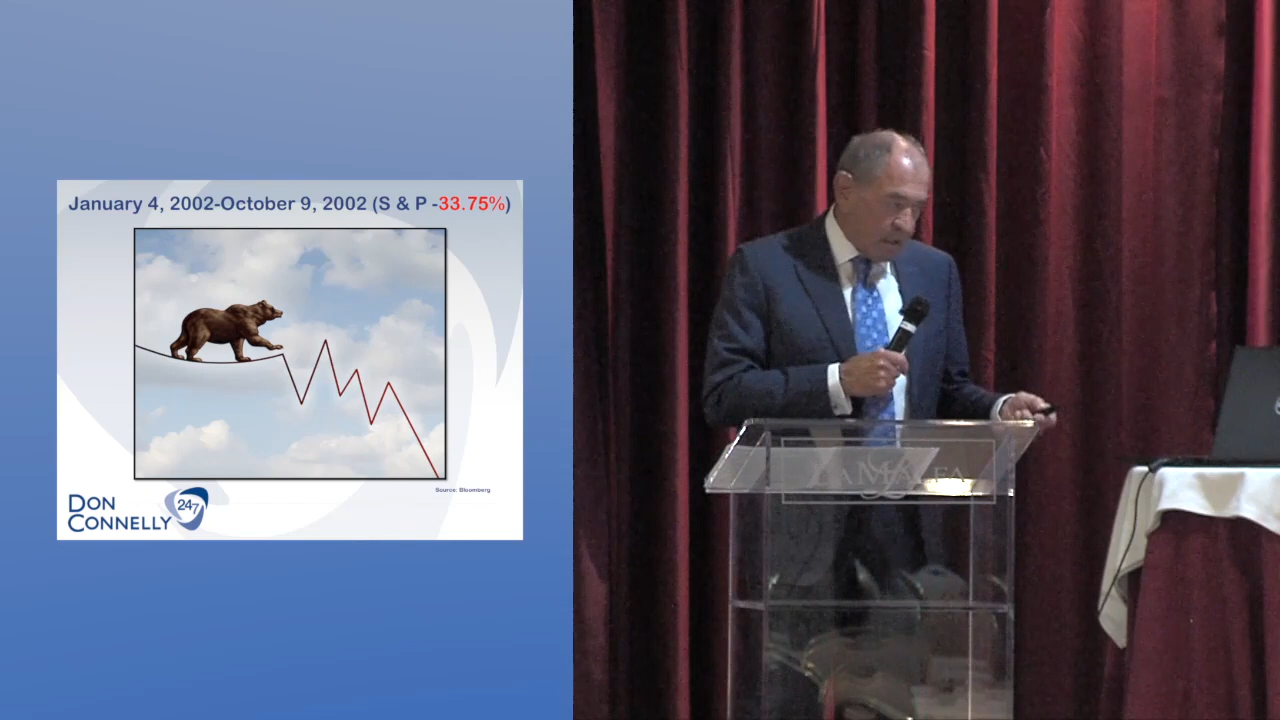 January 4, 2002-October 9, 2002 (S & P -33.75%)
Source: Bloomberg
DON
CONNELLY
24/7